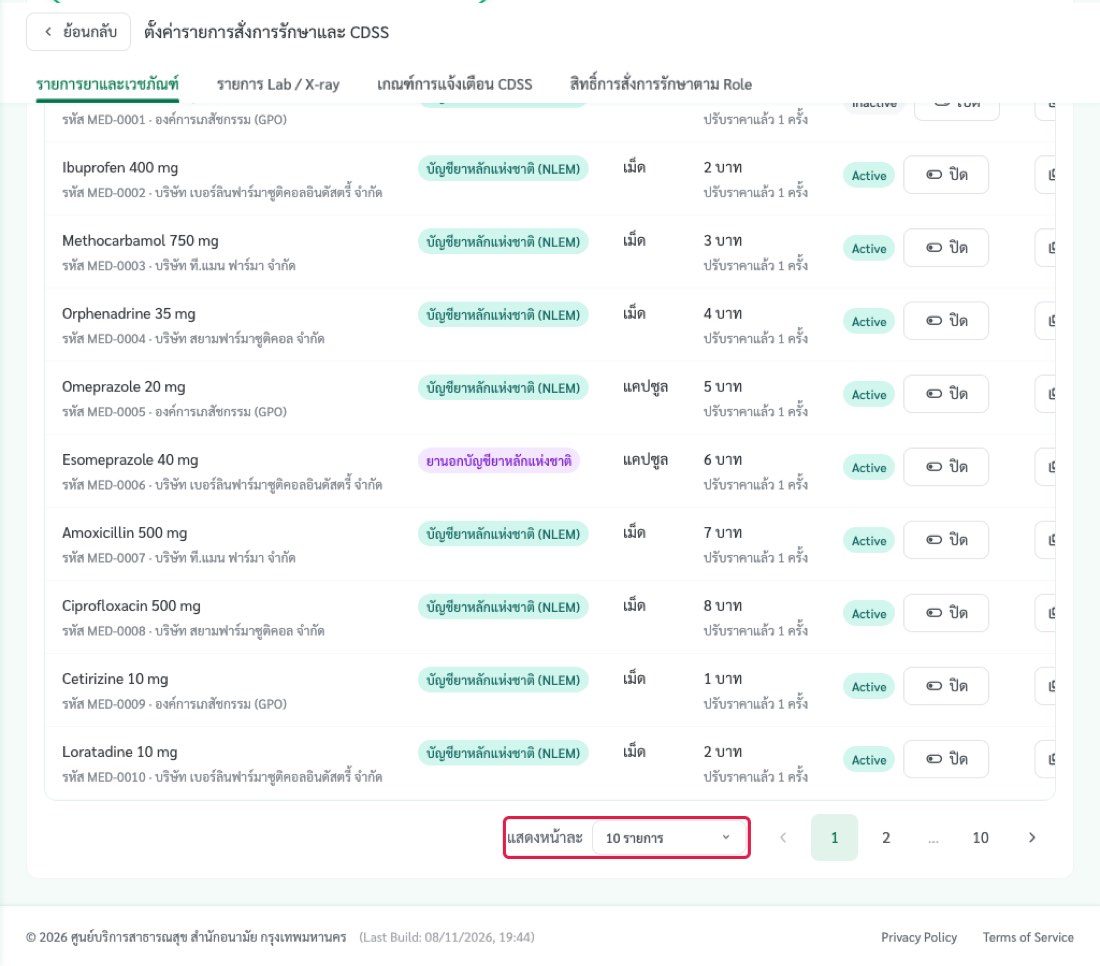 ย้อนกลับ ตั้งค่ารายการสั่งการรักษาและ CDSS
รายการยาและเวชภัณฑ์ รายการ Lab / X-ray เกณฑ์การแจ้งเตือน CDSS สิทธิ์การสั่งการรักษาตาม Role
Inactive เปิด
รหัส MED-0001 · องค์การเภสัชกรรม (GPO) ปรับราคาแล้ว 1 ครั้ง
Ibuprofen 400 mg บัญชียาหลักแห่งชาติ (NLEM) เม็ด 2 บาท Active ปิด
รหัส MED-0002 · บริษัท เบอร์ลินฟาร์มาซูติคอลอินดัสตรี้ จำกัด ปรับราคาแล้ว 1 ครั้ง
Methocarbamol 750 mg บัญชียาหลักแห่งชาติ (NLEM) เม็ด 3 บาท Active ปิด
รหัส MED-0003 · บริษัท ที.แมน ฟาร์มา จำกัด ปรับราคาแล้ว 1 ครั้ง
Orphenadrine 35 mg บัญชียาหลักแห่งชาติ (NLEM) เม็ด 4 บาท Active ปิด
รหัส MED-0004 · บริษัท สยามฟาร์มาซูติคอล จำกัด ปรับราคาแล้ว 1 ครั้ง
Omeprazole 20 mg บัญชียาหลักแห่งชาติ (NLEM) แคปซูล 5 บาท Active ปิด
รหัส MED-0005 · องค์การเภสัชกรรม (GPO) ปรับราคาแล้ว 1 ครั้ง
Esomeprazole 40 mg ยานอกบัญชียาหลักแห่งชาติ แคปซูล 6 บาท Active ปิด
รหัส MED-0006 · บริษัท เบอร์ลินฟาร์มาซูติคอลอินดัสตรี้ จำกัด ปรับราคาแล้ว 1 ครั้ง
Amoxicillin 500 mg บัญชียาหลักแห่งชาติ (NLEM) เม็ด 7 บาท Active ปิด
รหัส MED-0007 · บริษัท ที.แมน ฟาร์มา จำกัด ปรับราคาแล้ว 1 ครั้ง
Ciprofloxacin 500 mg บัญชียาหลักแห่งชาติ (NLEM) เม็ด 8 บาท Active ปิด
รหัส MED-0008 · บริษัท สยามฟาร์มาซูติคอล จำกัด ปรับราคาแล้ว 1 ครั้ง
Cetirizine 10 mg บัญชียาหลักแห่งชาติ (NLEM) เม็ด 1 บาท Active ปิด
รหัส MED-0009 · องค์การเภสัชกรรม (GPO) ปรับราคาแล้ว 1 ครั้ง
Loratadine 10 mg บัญชียาหลักแห่งชาติ (NLEM) เม็ด 2 บาท Active ปิด
รหัส MED-0010 · บริษัท เบอร์ลินฟาร์มาซูติคอลอินดัสตรี้ จำกัด ปรับราคาแล้ว 1 ครั้ง
แสดงหน้าละ 10 รายการ 1 2 ... 10
© 2026 ศูนย์บริการสาธารณสุข สำนักอนามัย กรุงเทพมหานคร (Last Build: 08/11/2026, 19:44) Privacy Policy Terms of Service